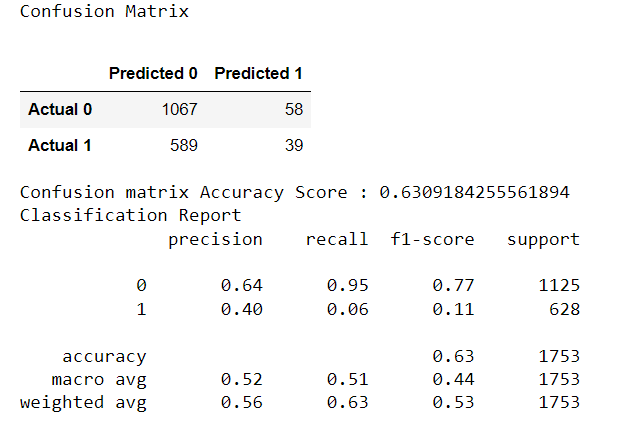 Confusion Matrix
Predicted 0 Predicted 1
Actual 0 1067 58
Actual 1 589 39
Confusion matrix Accuracy Score : 0.6309184255561894
Classification Report
precision recall f1-score support
0 0.64 0.95 0.77 1125
1 0.40 0.06 0.11 628
accuracy 0.63 1753
macro avg 0.52 0.51 0.44 1753
weighted avg 0.56 0.63 0.53 1753